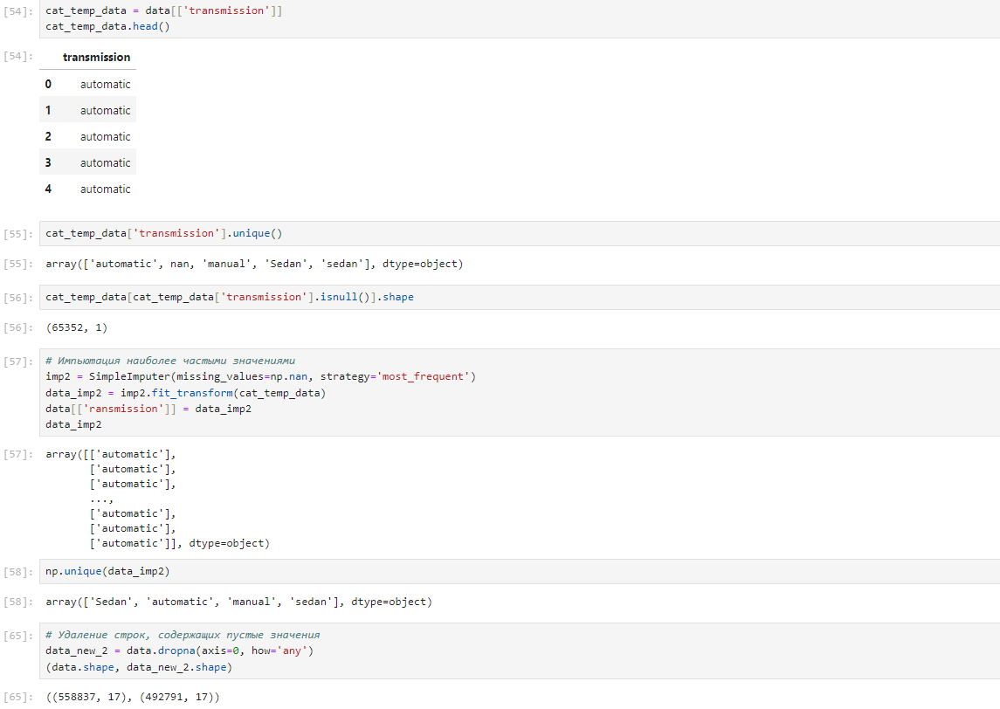 [54]: cat_temp_data = data[['transmission']]
cat_temp_data.head()
[54]: transmission
0 automatic
1 automatic
2 automatic
3 automatic
4 automatic
[55]: cat_temp_data['transmission'].unique()
[55]: array(['automatic', nan, 'manual', 'Sedan', 'sedan'], dtype=object)
[56]: cat_temp_data[cat_temp_data['transmission'].isnull()].shape
[56]: (65352, 1)
[57]: # Импьютация наиболее частыми значениями
imp2 = SimpleImputer(missing_values=np.nan, strategy='most_frequent')
data_imp2 = imp2.fit_transform(cat_temp_data)
data[['ransmission']] = data_imp2
data_imp2
[57]: array([['automatic'],
['automatic'],
['automatic'],
...,
['automatic'],
['automatic'],
['automatic']], dtype=object)
[58]: np.unique(data_imp2)
[58]: array(['Sedan', 'automatic', 'manual', 'sedan'], dtype=object)
[65]: # Удаление строк, содержащих пустые значения
data_new_2 = data.dropna(axis=0, how='any')
(data.shape, data_new_2.shape)
[65]: ((558837, 17), (492791, 17))